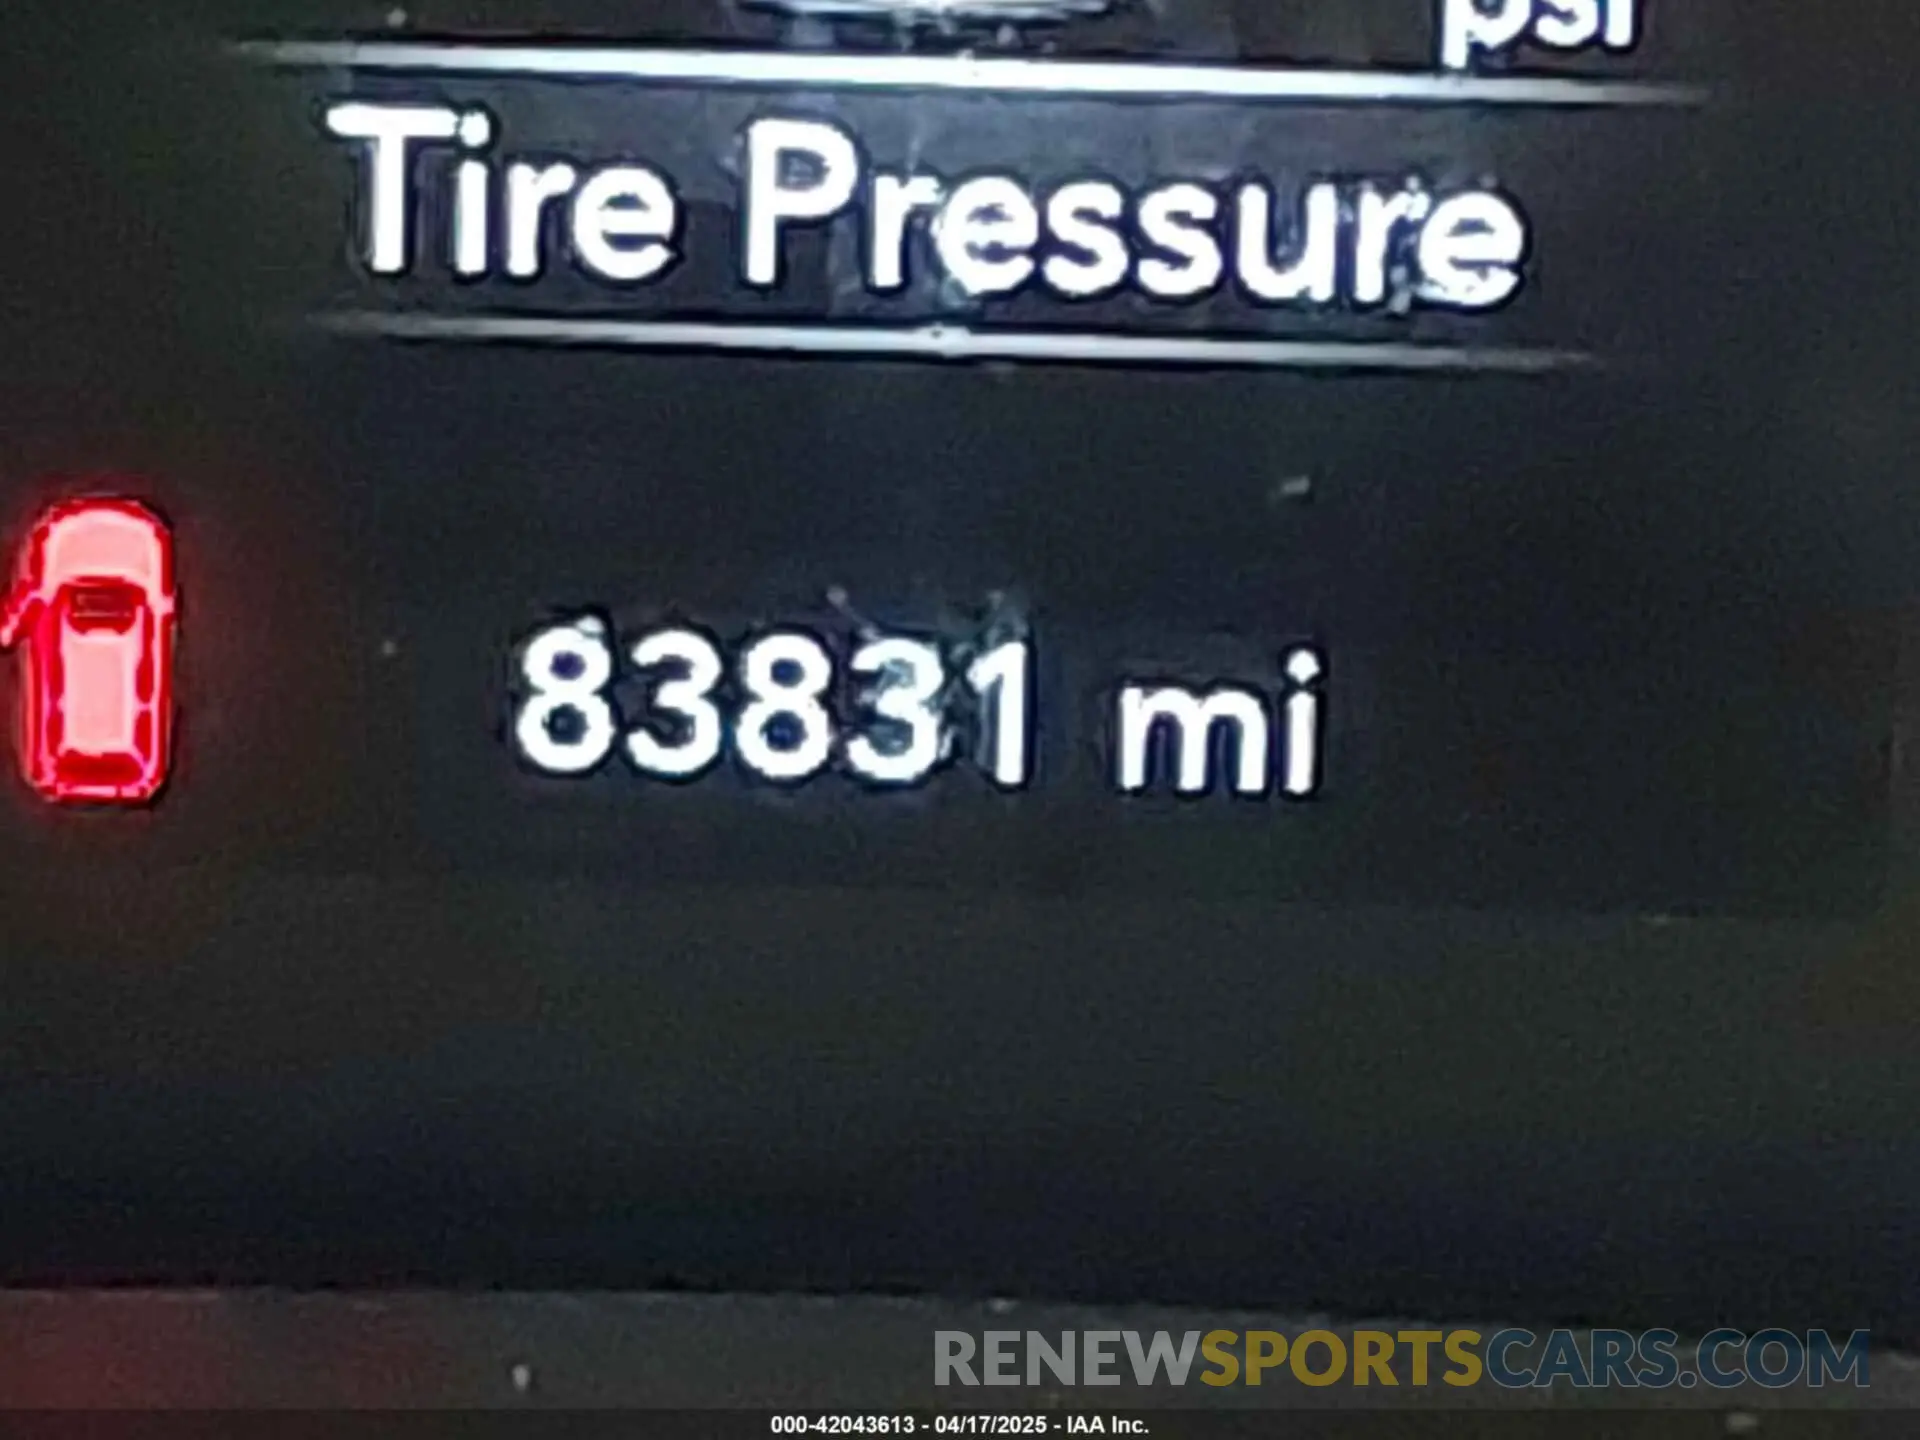 psi
Tire Pressure
83831 mi
RENEWSPORTSCARS.COM
000-42043613 - 04/17/2025 - IAA Inc.